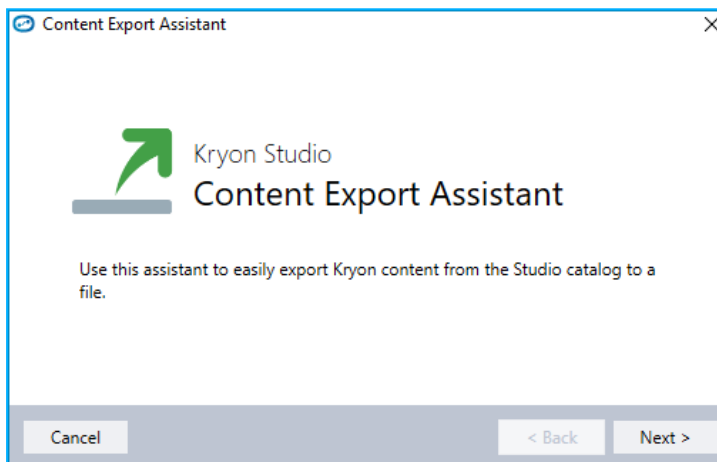 Content Export Assistant
Kryon Studio
Content Export Assistant
Use this assistant to easily export Kryon content from the Studio catalog to a
file.
Cancel
< Back
Next >